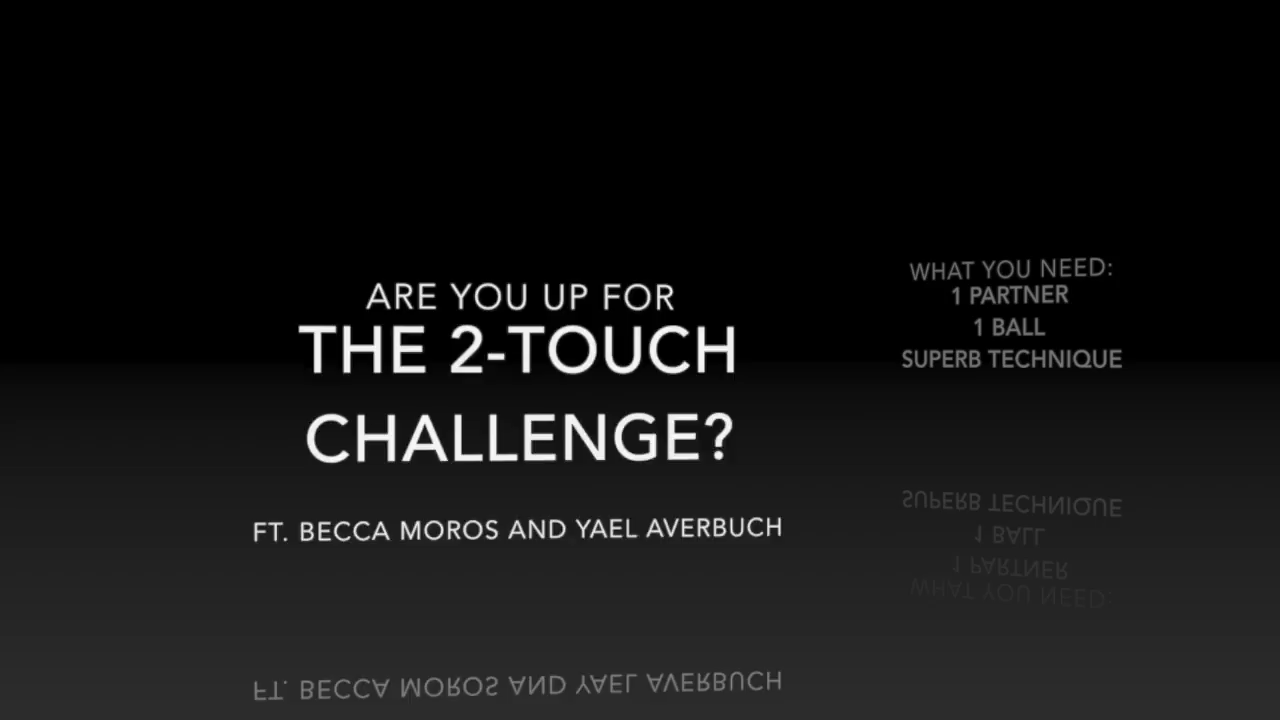 ARE YOU UP FOR
THE 2-TOUCH
CHALLENGE?
FT. BECCA MOROS AND YAEL AVERBUCH
WHAT YOU NEED:
1 PARTNER
1 BALL
SUPERB TECHNIQUE